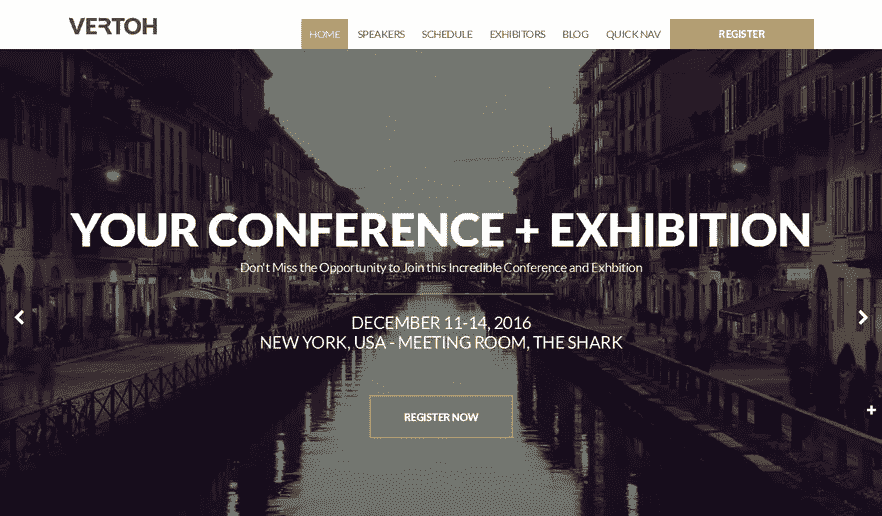 VERTOH
HOME SPEAKERS SCHEDULE EXHIBITORS BLOG QUICK NAV REGISTER
YOUR CONFERENCE + EXHIBITION
Don't Miss the Opportunity to Join this Incredible Conference and Exhbition
DECEMBER 11-14, 2016
NEW YORK, USA - MEETING ROOM, THE SHARK
REGISTER NOW